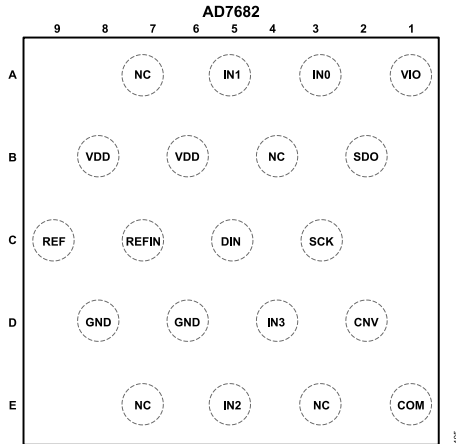 AD7682
9 8 7 6 5 4 3 2 1
A NC IN1 IN0 VIO
B VDD VDD NC SDO
C REF REFIN DIN SCK
D GND GND IN3 CNV
E NC IN2 NC COM